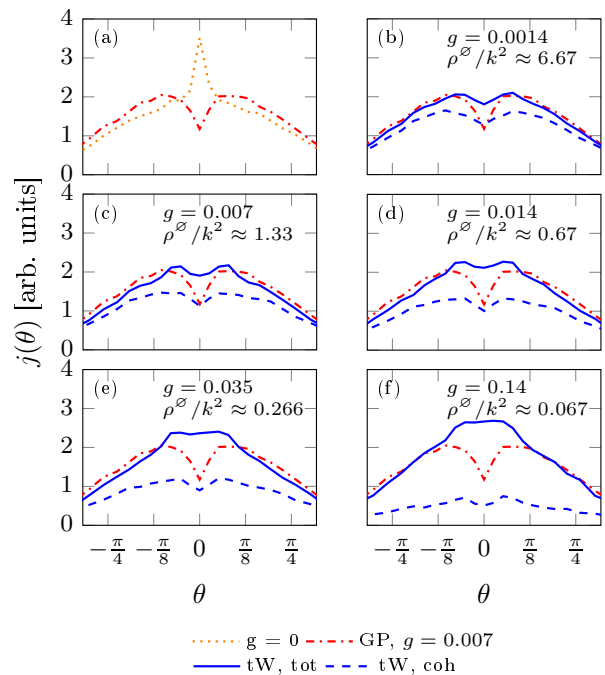 (a)
(b) g = 0.0014
ρ^∅/k² ≈ 6.67
(c) g = 0.007
ρ^∅/k² ≈ 1.33
(d) g = 0.014
ρ^∅/k² ≈ 0.67
(e) g = 0.035
ρ^∅/k² ≈ 0.266
(f) g = 0.14
ρ^∅/k² ≈ 0.067
j(θ) [arb. units]
4
3
2
1
0
4
3
2
1
0
4
3
2
1
0
−π/4 −π/8 0 π/8 π/4
−π/4 −π/8 0 π/8 π/4
θ θ
g = 0 GP, g = 0.007
tW, tot tW, coh